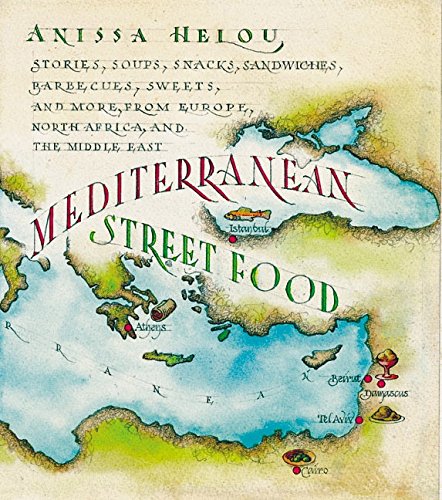 ANISSA HELOU
STORIES, SOUPS, SNACKS, SANDWICHES,
BARBECUES, SWEETS,
AND MORE, FROM EUROPE,
NORTH AFRICA, AND
THE MIDDLE EAST
MEDITERRANEAN
STREET FOOD
Istanbul
Athens
RRANEAN
Beirut
Damascus
Tel Aviv
Cairo